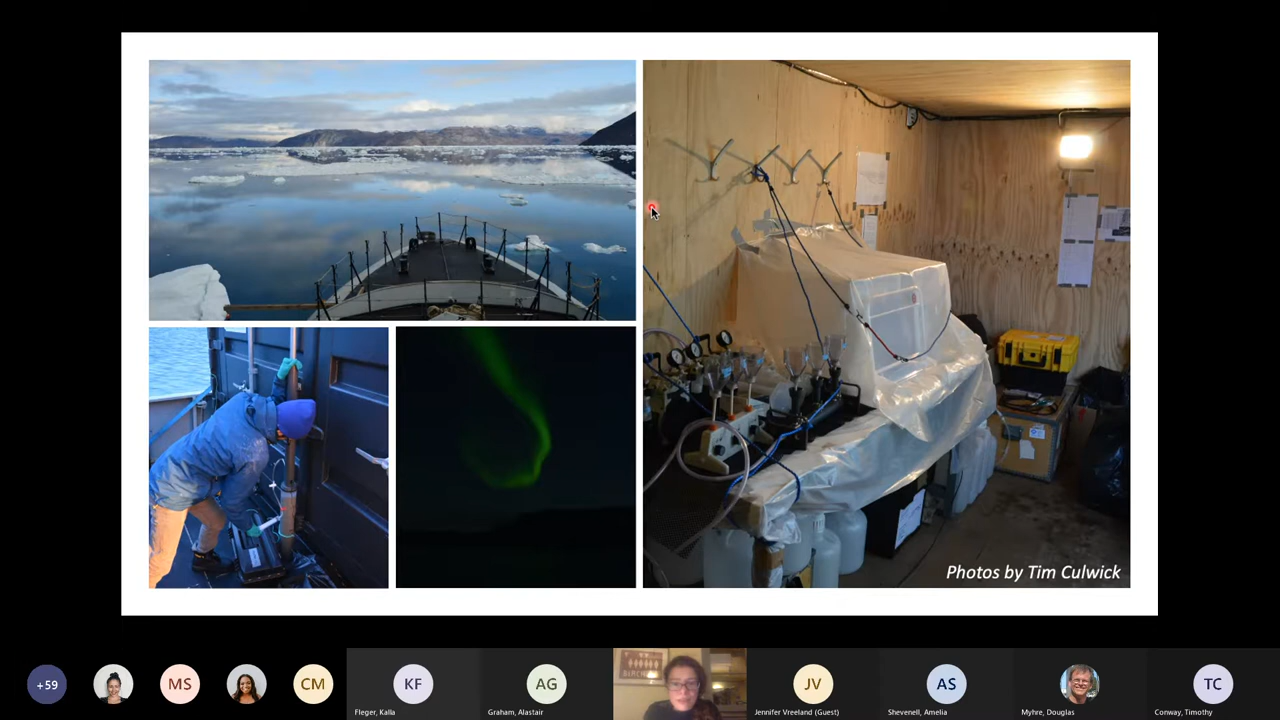 Photos by Tim Culwick
+59
MS
CM
KF
Fleger, Kalla
AG
Graham, Alastair
JV
Jennifer Vreeland (Guest)
AS
Shevenell, Amelia
Myhre, Douglas
TC
Conway, Timothy